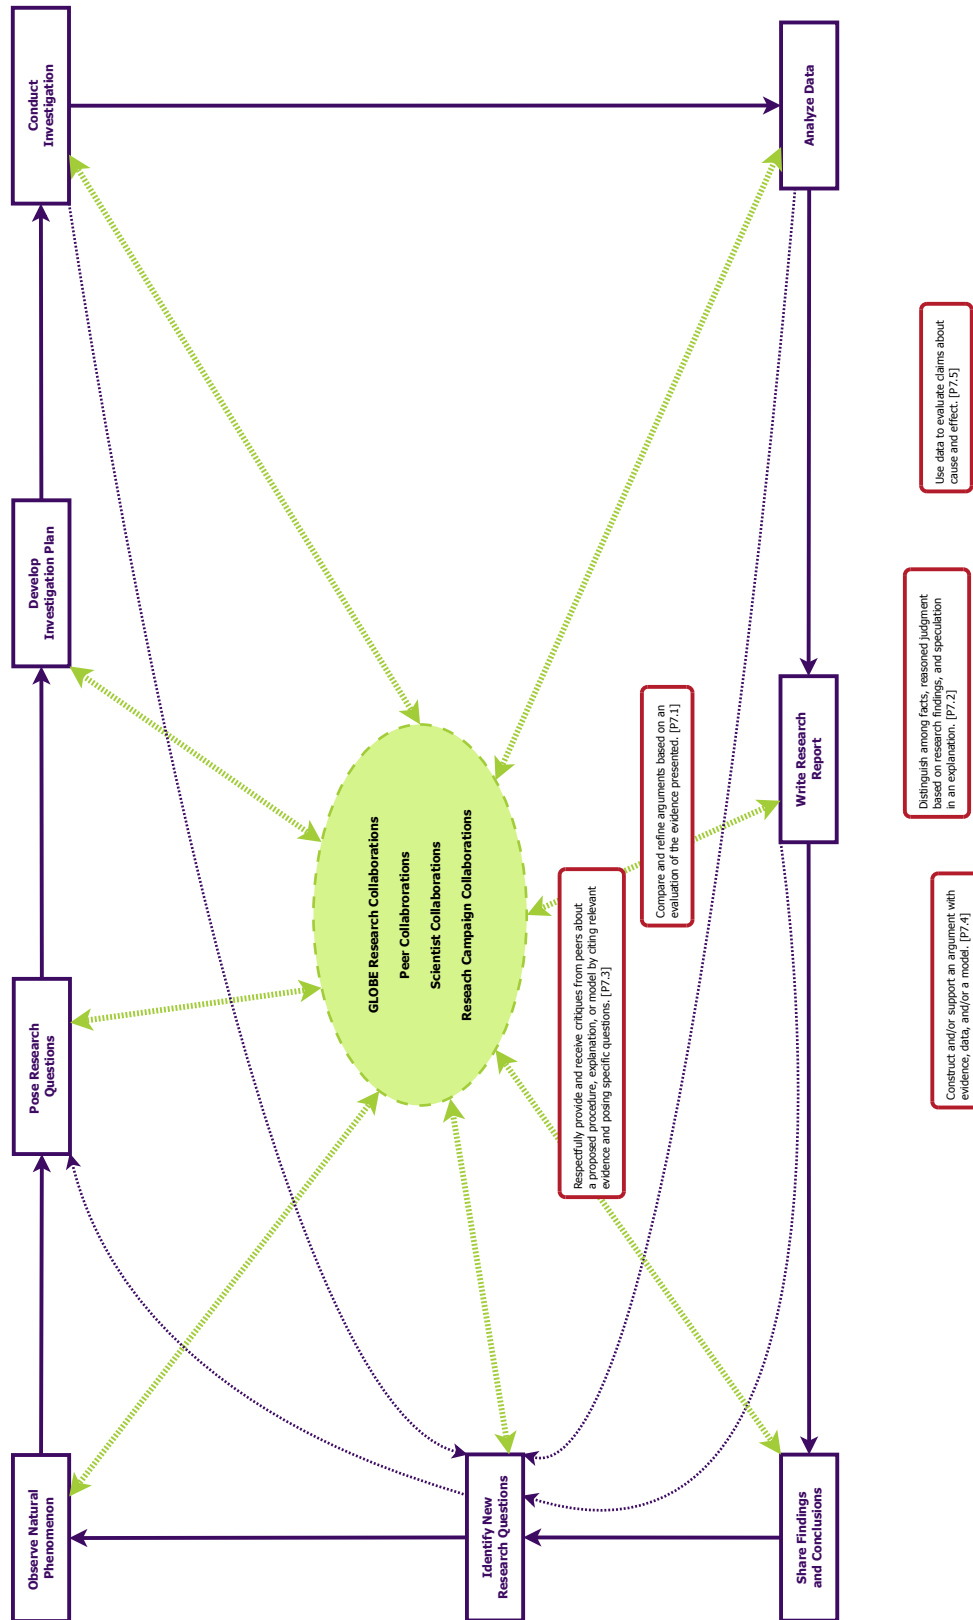 Observe Natural
Phenomenon
Pose Research
Questions
Develop
Investigation Plan
Conduct
Investigation
GLOBE Research Collaborations
Peer Collabrorations
Scientist Collaborations
Reseach Campaign Collaborations
Identify New
Research Questions
Respectfully provide and receive critiques from peers about
a proposed procedure, explanation, or model by citing relevant
evidence and posing specific questions. [P7.3]
Compare and refine arguments based on an
evaluation of the evidence presented. [P7.1]
Share Findings
and Conclusions
Write Research
Report
Analyze Data
Construct and/or support an argument with
evidence, data, and/or a model. [P7.4]
Distinguish among facts, reasoned judgment
based on research findings, and speculation
in an explanation. [P7.2]
Use data to evaluate claims about
cause and effect. [P7.5]